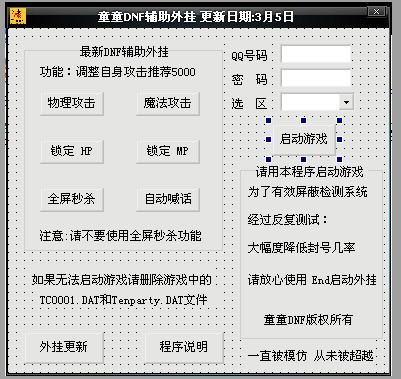 童童DNF辅助外挂 更新日期:3月5日
最新DNF辅助外挂
功能：调整自身攻击推荐5000
物理攻击
魔法攻击
锁定 HP
锁定 MP
全屏秒杀
自动喊话
注意:请不要使用全屏秒杀功能
如果无法启动游戏请删除游戏中的
TC0001.DAT和Tenparty.DAT文件
外挂更新
程序说明
QQ号码
密 码
选 区
启动游戏
请用本程序启动游戏
为了有效屏蔽检测系统
经过反复测试：
大幅度降低封号几率
请放心使用 End启动外挂
童童DNF版权所有
一直被模仿 从未被超越